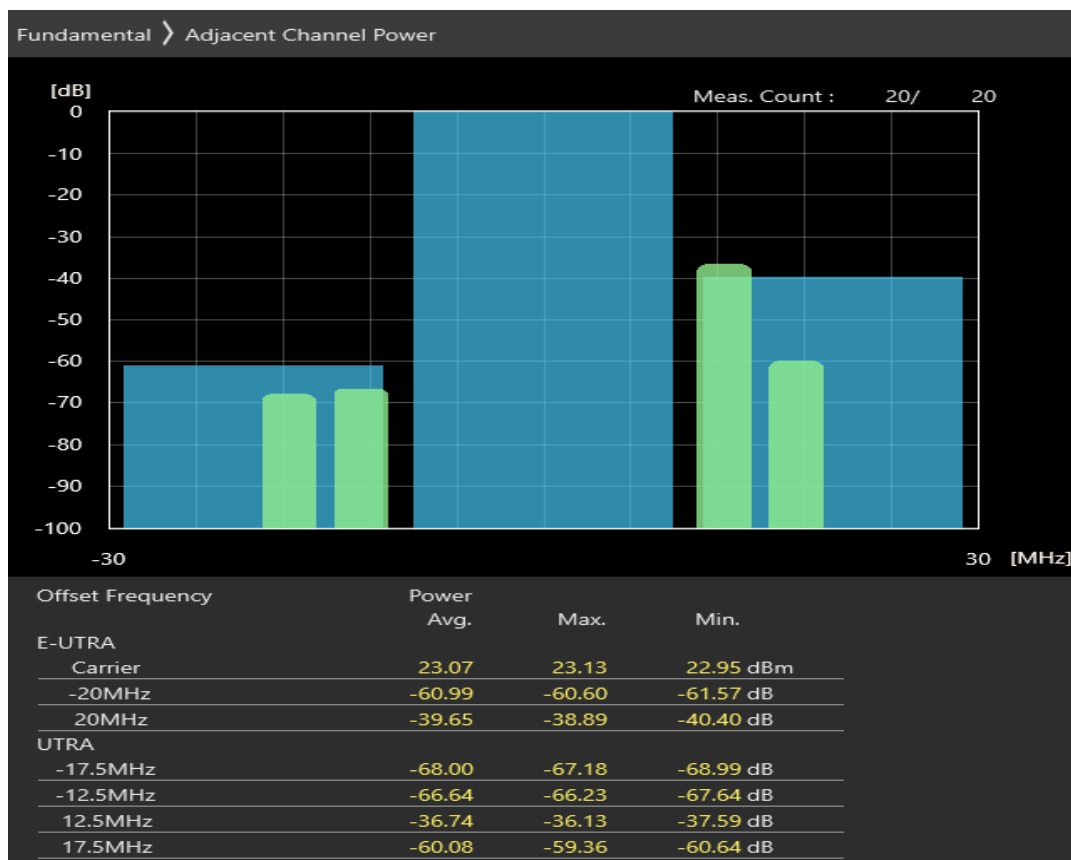 Fundamental 〉 Adjacent Channel Power
[dB]
Meas. Count : 20/ 20
0
-10
-20
-30
-40
-50
-60
-70
-80
-90
-100
-30 30 [MHz]
Offset Frequency Power
Avg. Max. Min.
E-UTRA
Carrier 23.07 23.13 22.95 dBm
-20MHz -60.99 -60.60 -61.57 dB
20MHz -39.65 -38.89 -40.40 dB
UTRA
-17.5MHz -68.00 -67.18 -68.99 dB
-12.5MHz -66.64 -66.23 -67.64 dB
12.5MHz -36.74 -36.13 -37.59 dB
17.5MHz -60.08 -59.36 -60.64 dB